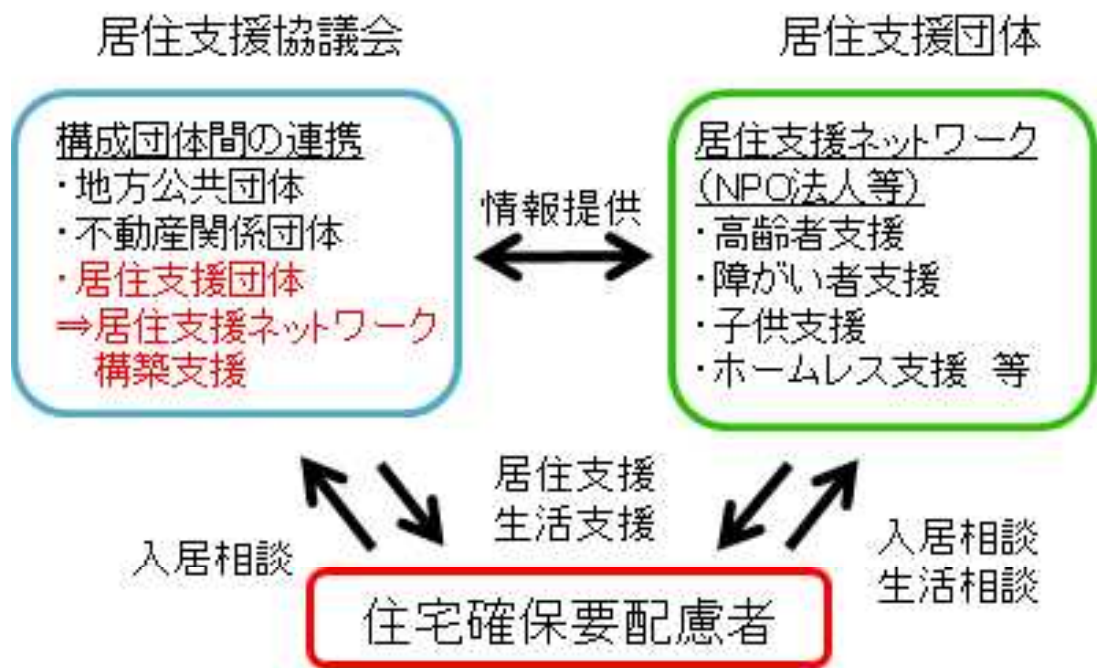 居住支援協議会
居住支援団体
構成団体間の連携
・地方公共団体
・不動産関係団体
・居住支援団体
⇒居住支援ネットワーク
構築支援
情報提供
居住支援ネットワーク
(NPO法人等)
・高齢者支援
・障がい者支援
・子供支援
・ホームレス支援 等
入居相談
居住支援
生活支援
入居相談
生活相談
住宅確保要配慮者